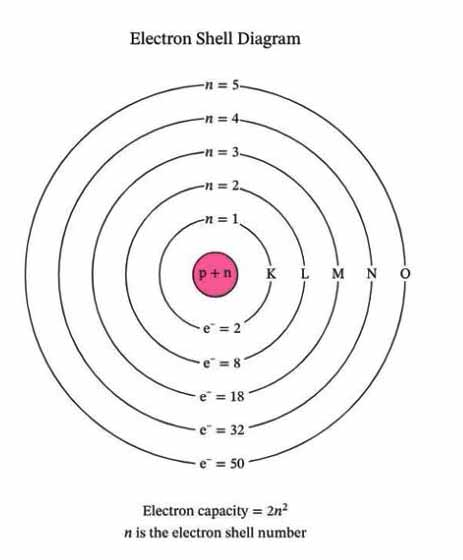 Electron Shell Diagram
n = 5
n = 4
n = 3
n = 2
n = 1
p + n K L M N O
e⁻ = 2
e⁻ = 8
e⁻ = 18
e⁻ = 32
e⁻ = 50
Electron capacity = 2n²
n is the electron shell number